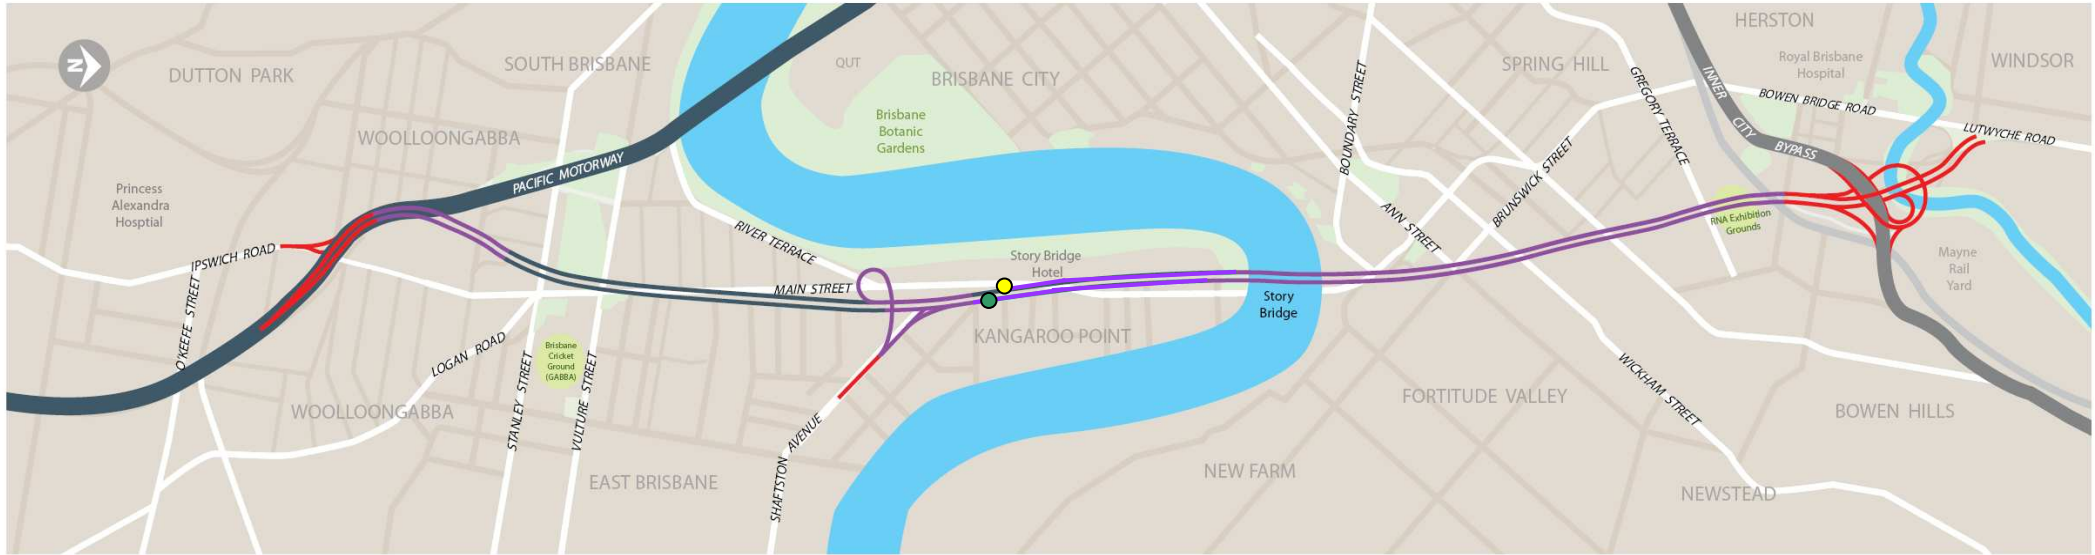 N
DUTTON PARK
SOUTH BRISBANE
QUT
BRISBANE CITY
Brisbane
Botanic
Gardens
BOUNDARY STREET
SPRING HILL
GREGORY TERRACE
HERSTON
Royal Brisbane
Hospital
WINDSOR
INNER
CITY
BYPASS
BOWEN BRIDGE ROAD
LUTWYCHE ROAD
WOOLLOONGABBA
PACIFIC MOTORWAY
Princess
Alexandra
Hosptial
IPSWICH ROAD
O'KEEFE STREET
RIVER TERRACE
MAIN STREET
Story Bridge
Hotel
ANN STREET
BRUNSWICK STREET
RNA Exhibition
Grounds
Mayne
Rail
Yard
Story
Bridge
KANGAROO POINT
LOGAN ROAD
Brisbane
Cricket
Ground
(GABBA)
STANLEY STREET
VULTURE STREET
WOOLLOONGABBA
SHAFTSTON AVENUE
EAST BRISBANE
FORTITUDE VALLEY
WICKHAM STREET
BOWEN HILLS
NEW FARM
NEWSTEAD